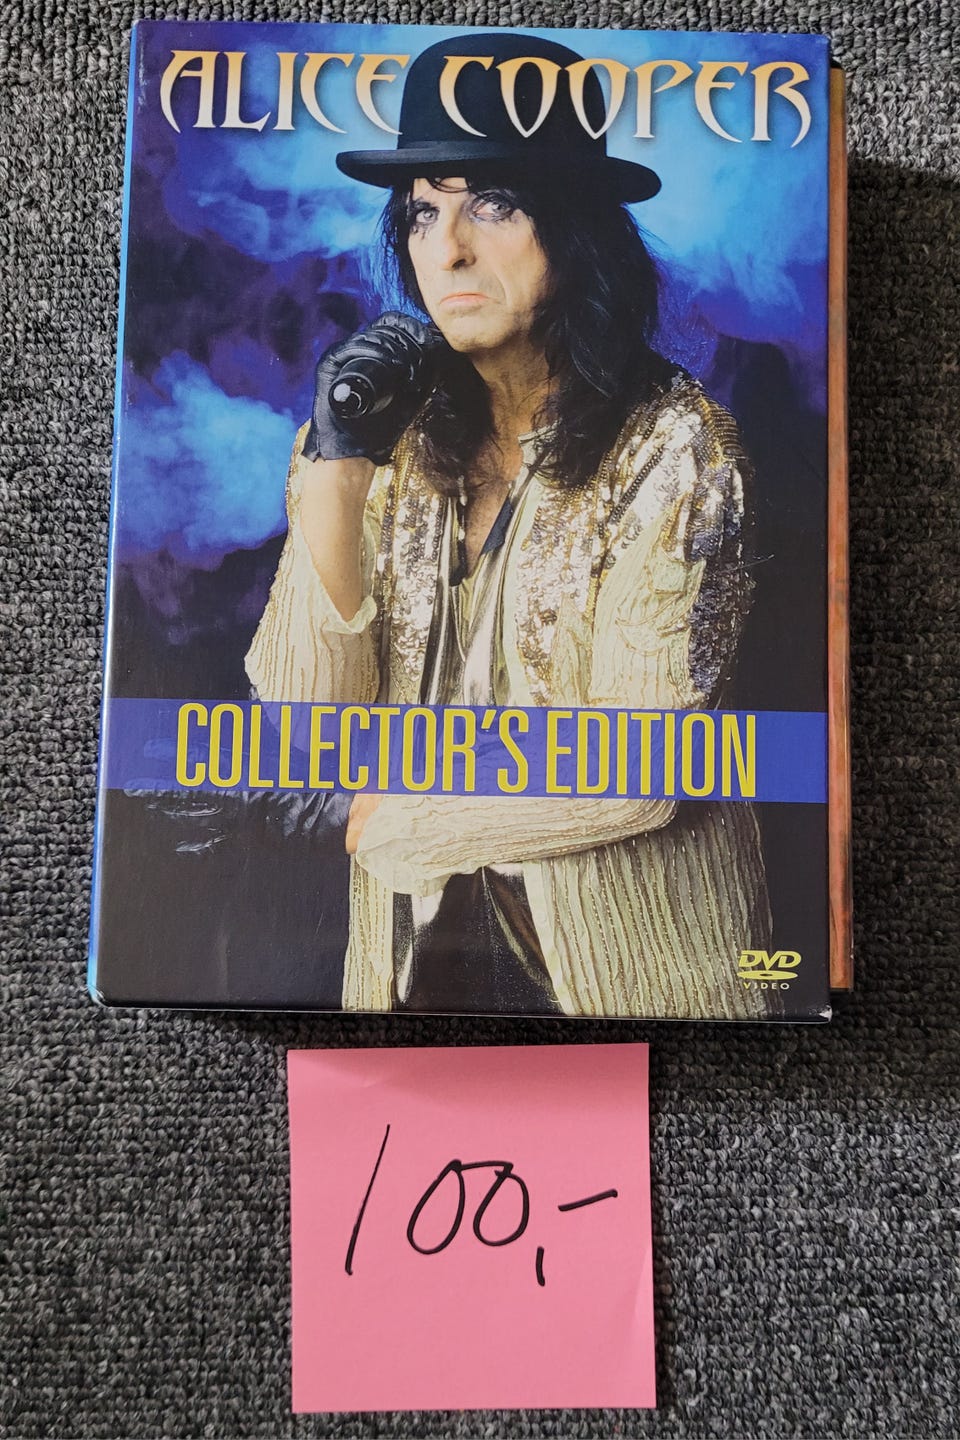 ALICE COOPER
COLLECTOR'S EDITION
DVD
VIDEO
100,-